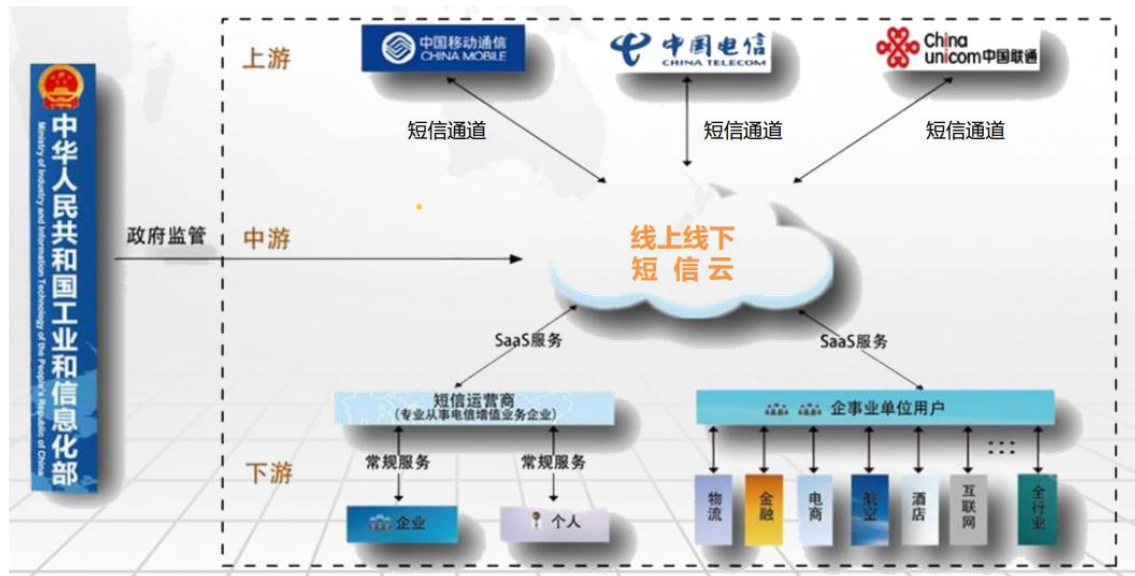 上游
中国移动通信
CHINA MOBILE
中国电信
CHINA TELECOM
China
unicom中国联通
短信通道
短信通道
短信通道
中华人民共和国工业和信息化部
Ministry of Industry and Information Technology of the People's Republic of China
政府监管
中游
线上线下
短信云
SaaS服务
SaaS服务
短信运营商
(专业从事电信增值业务企业)
企事业单位用户
下游
常规服务
常规服务
企业
个人
物流
金融
电商
航空
酒店
互联网
全行业